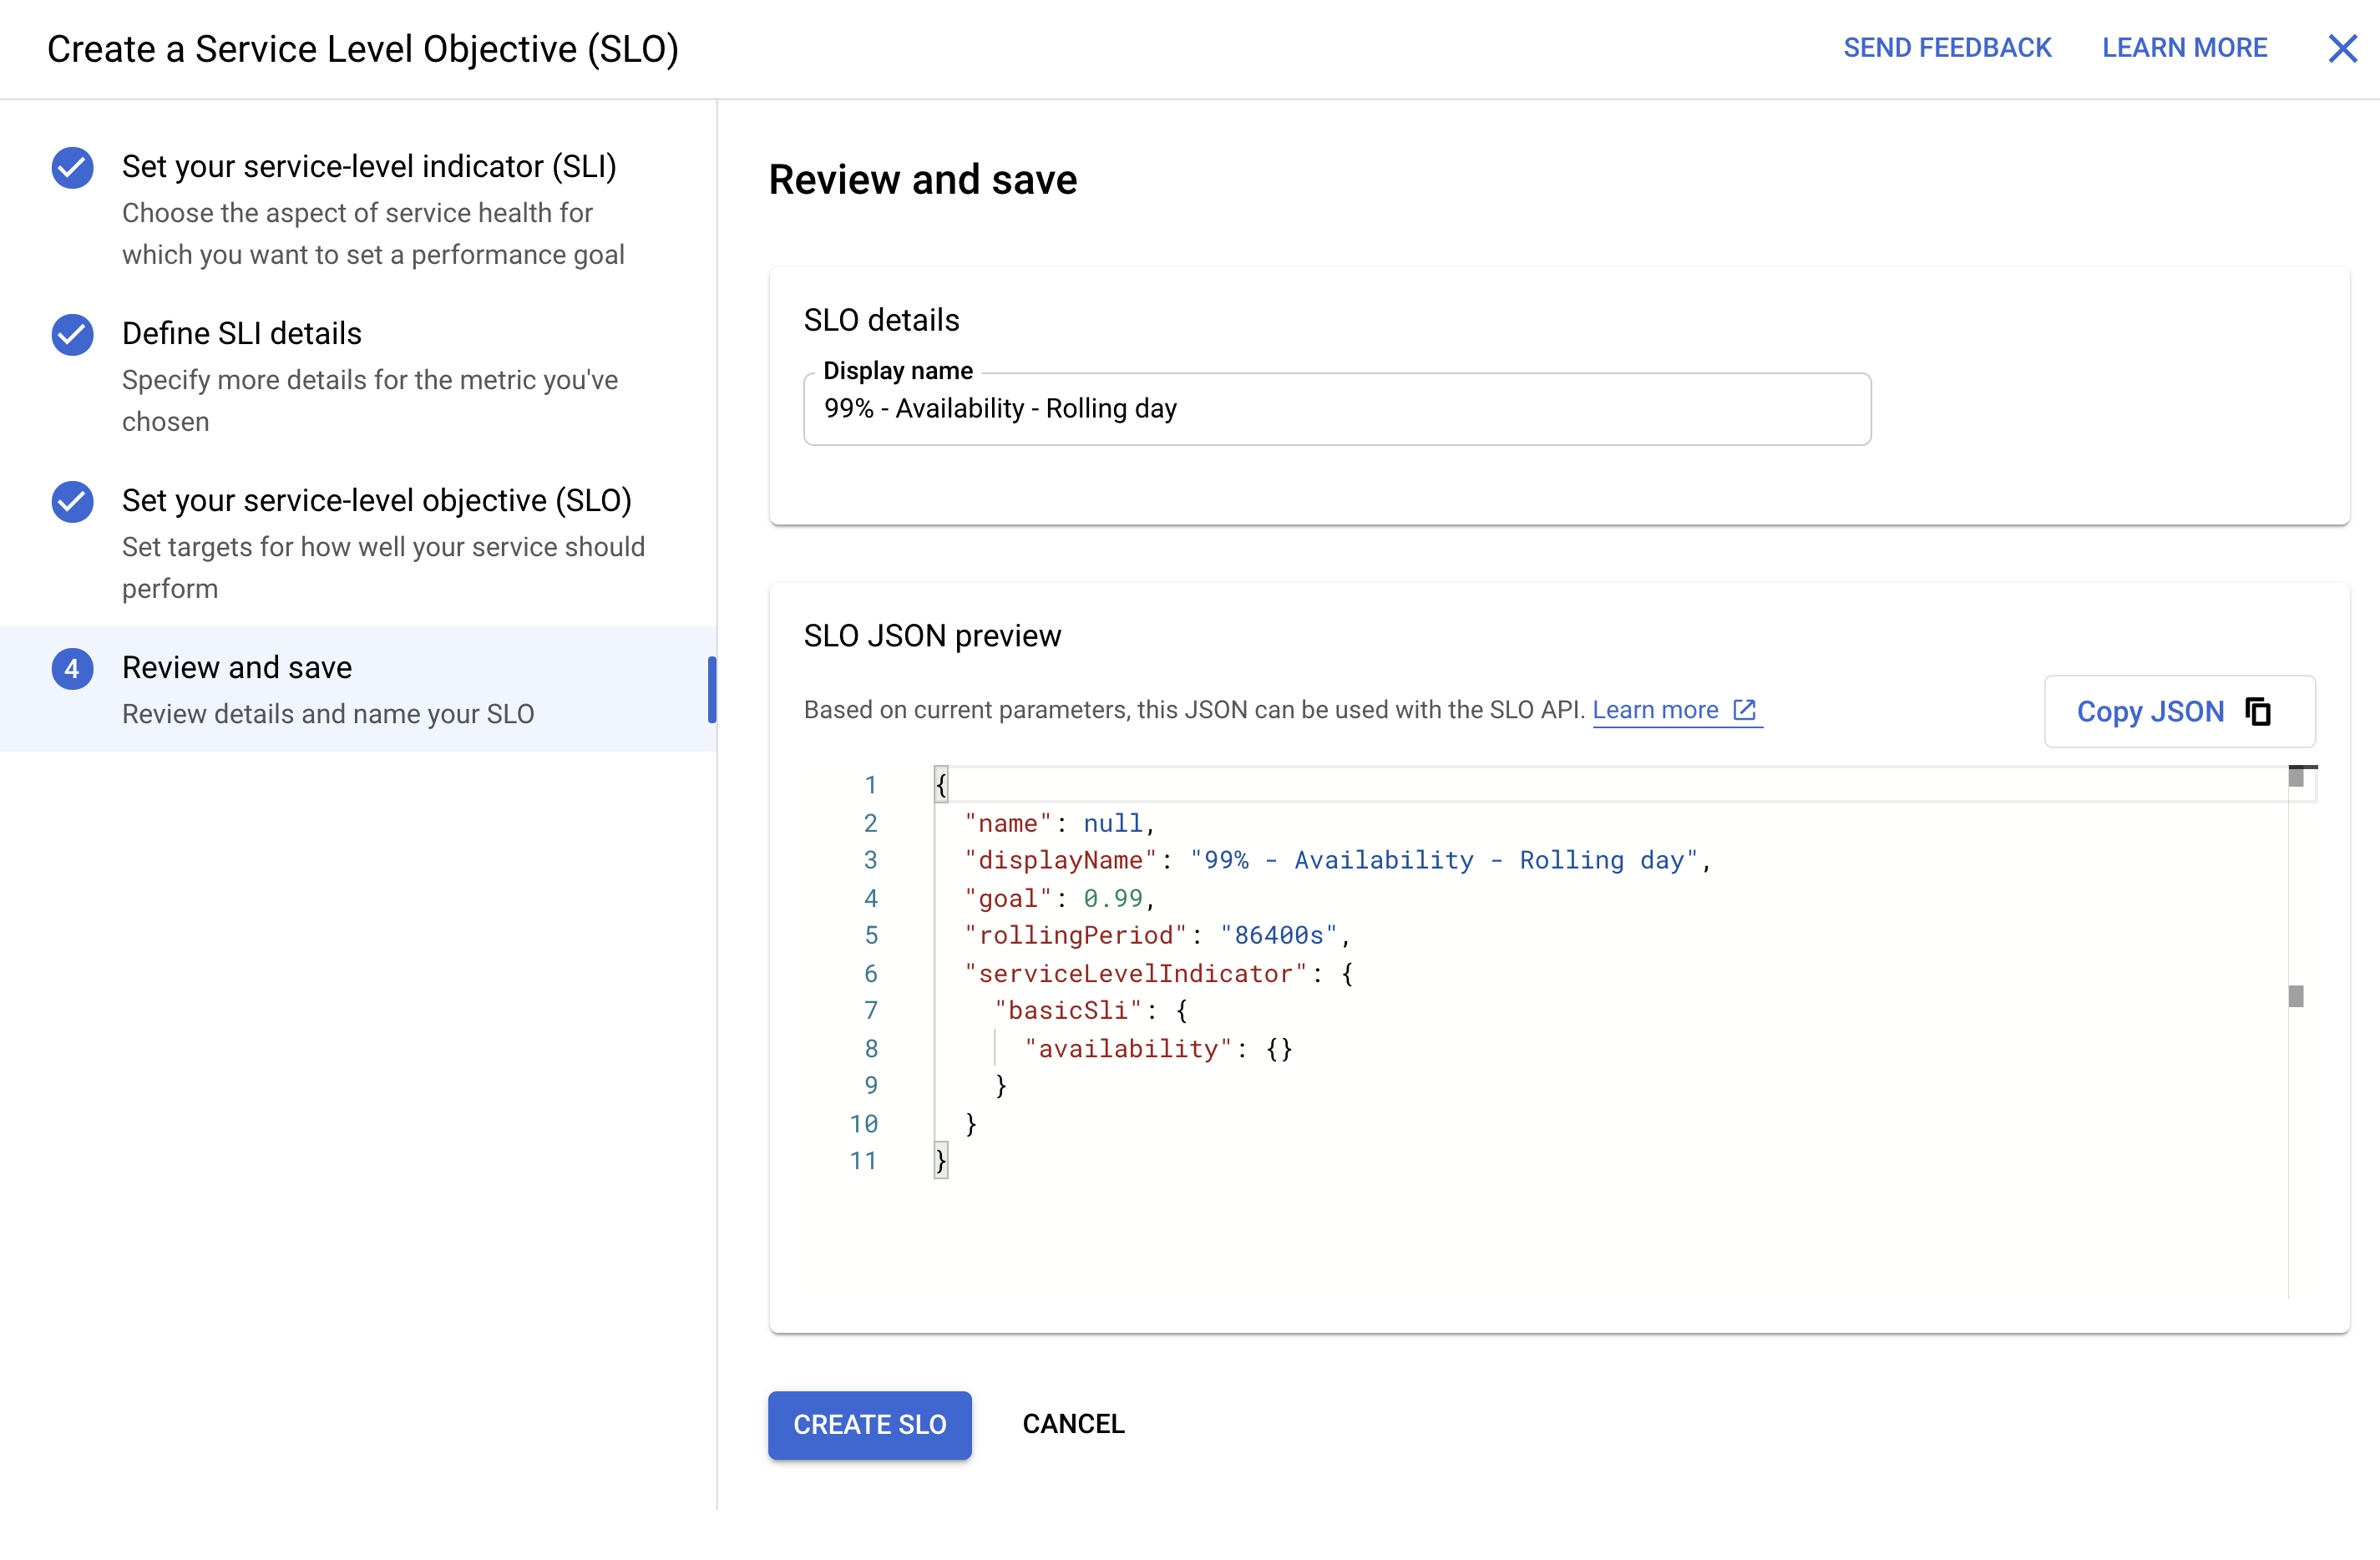 Create a Service Level Objective (SLO)
SEND FEEDBACK
LEARN MORE
Set your service-level indicator (SLI)
Choose the aspect of service health for
which you want to set a performance goal
Define SLI details
Specify more details for the metric you've
chosen
Set your service-level objective (SLO)
Set targets for how well your service should
perform
4
Review and save
Review details and name your SLO
Review and save
SLO details
Display name
99% - Availability - Rolling day
SLO JSON preview
Based on current parameters, this JSON can be used with the SLO API. Learn more
Copy JSON
1 {
2   "name": null,
3   "displayName": "99% - Availability - Rolling day",
4   "goal": 0.99,
5   "rollingPeriod": "86400s",
6   "serviceLevelIndicator": {
7     "basicSli": {
8       "availability": {}
9     }
10   }
11 }
CREATE SLO
CANCEL